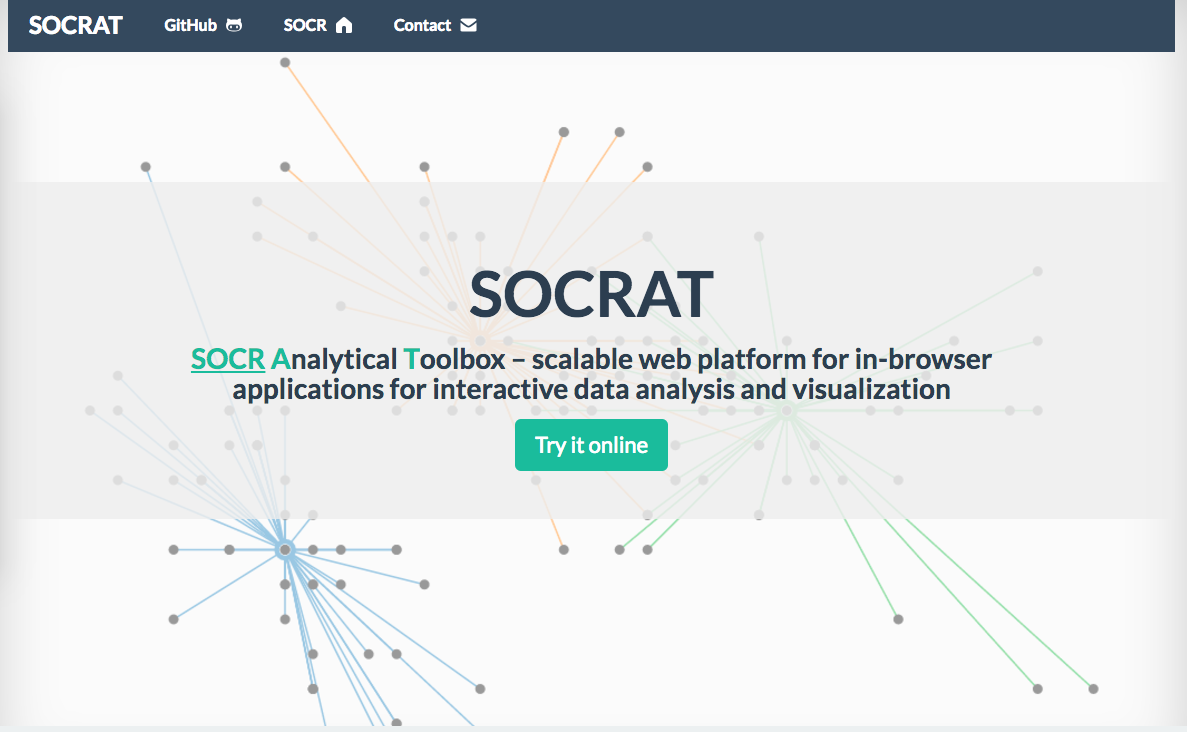 SOCRAT GitHub SOCR Contact
SOCRAT
SOCR Analytical Toolbox – scalable web platform for in-browser
applications for interactive data analysis and visualization
Try it online